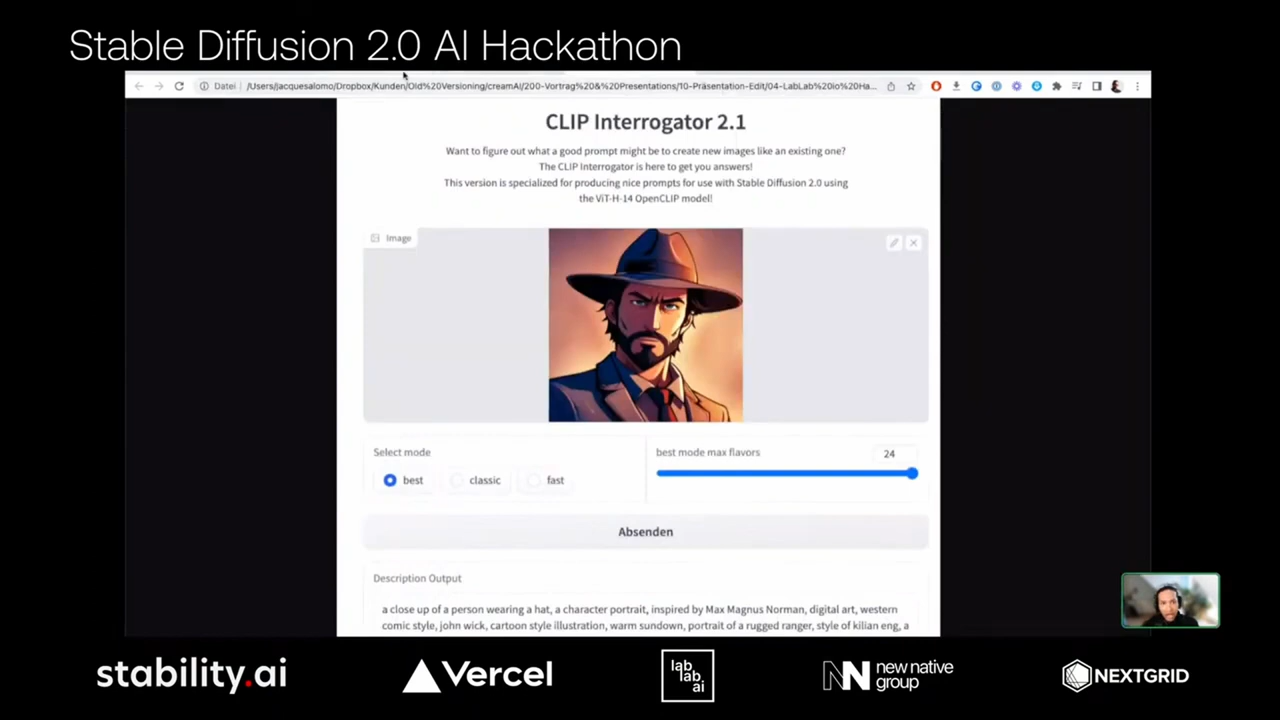 Stable Diffusion 2.0 AI Hackathon
Datei
/Users/jacquesalomo/Dropbox/Kunden/Old%20Versioning/creamAI/200-Vortrag%20&%20Presentations/10-Präsentation-Edit/04-LabLab%20io%20Ha...
CLIP Interrogator 2.1
Want to figure out what a good prompt might be to create new images like an existing one?
The CLIP Interrogator is here to get you answers!
This version is specialized for producing nice prompts for use with Stable Diffusion 2.0 using
the ViT-H-14 OpenCLIP model!
Image
Select mode
best mode max flavors
24
best
classic
fast
Absenden
Description Output
a close up of a person wearing a hat, a character portrait, inspired by Max Magnus Norman, digital art, western
comic style, john wick, cartoon style illustration, warm sundown, portrait of a rugged ranger, style of kilian eng, a
stability.ai
Vercel
lab
lab
.ai
new native
group
NEXTGRID